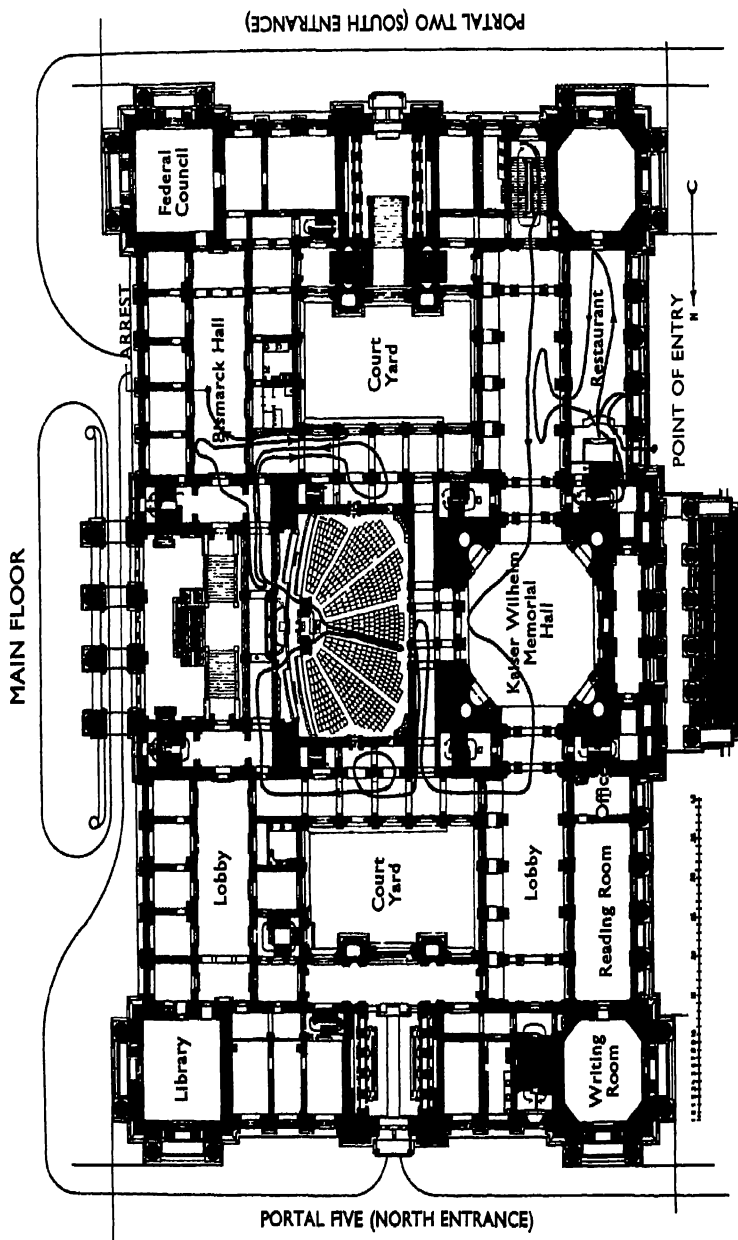 PORTAL TWO (SOUTH ENTRANCE)
Federal
Council
ARREST
Bismarck Hall
Court
Yard
Restaurant
N
POINT OF ENTRY
MAIN FLOOR
Kaiser Wilhelm
Memorial
Hall
Office
Lobby
Court
Yard
Lobby
Reading Room
Library
Writing
Room
PORTAL FIVE (NORTH ENTRANCE)